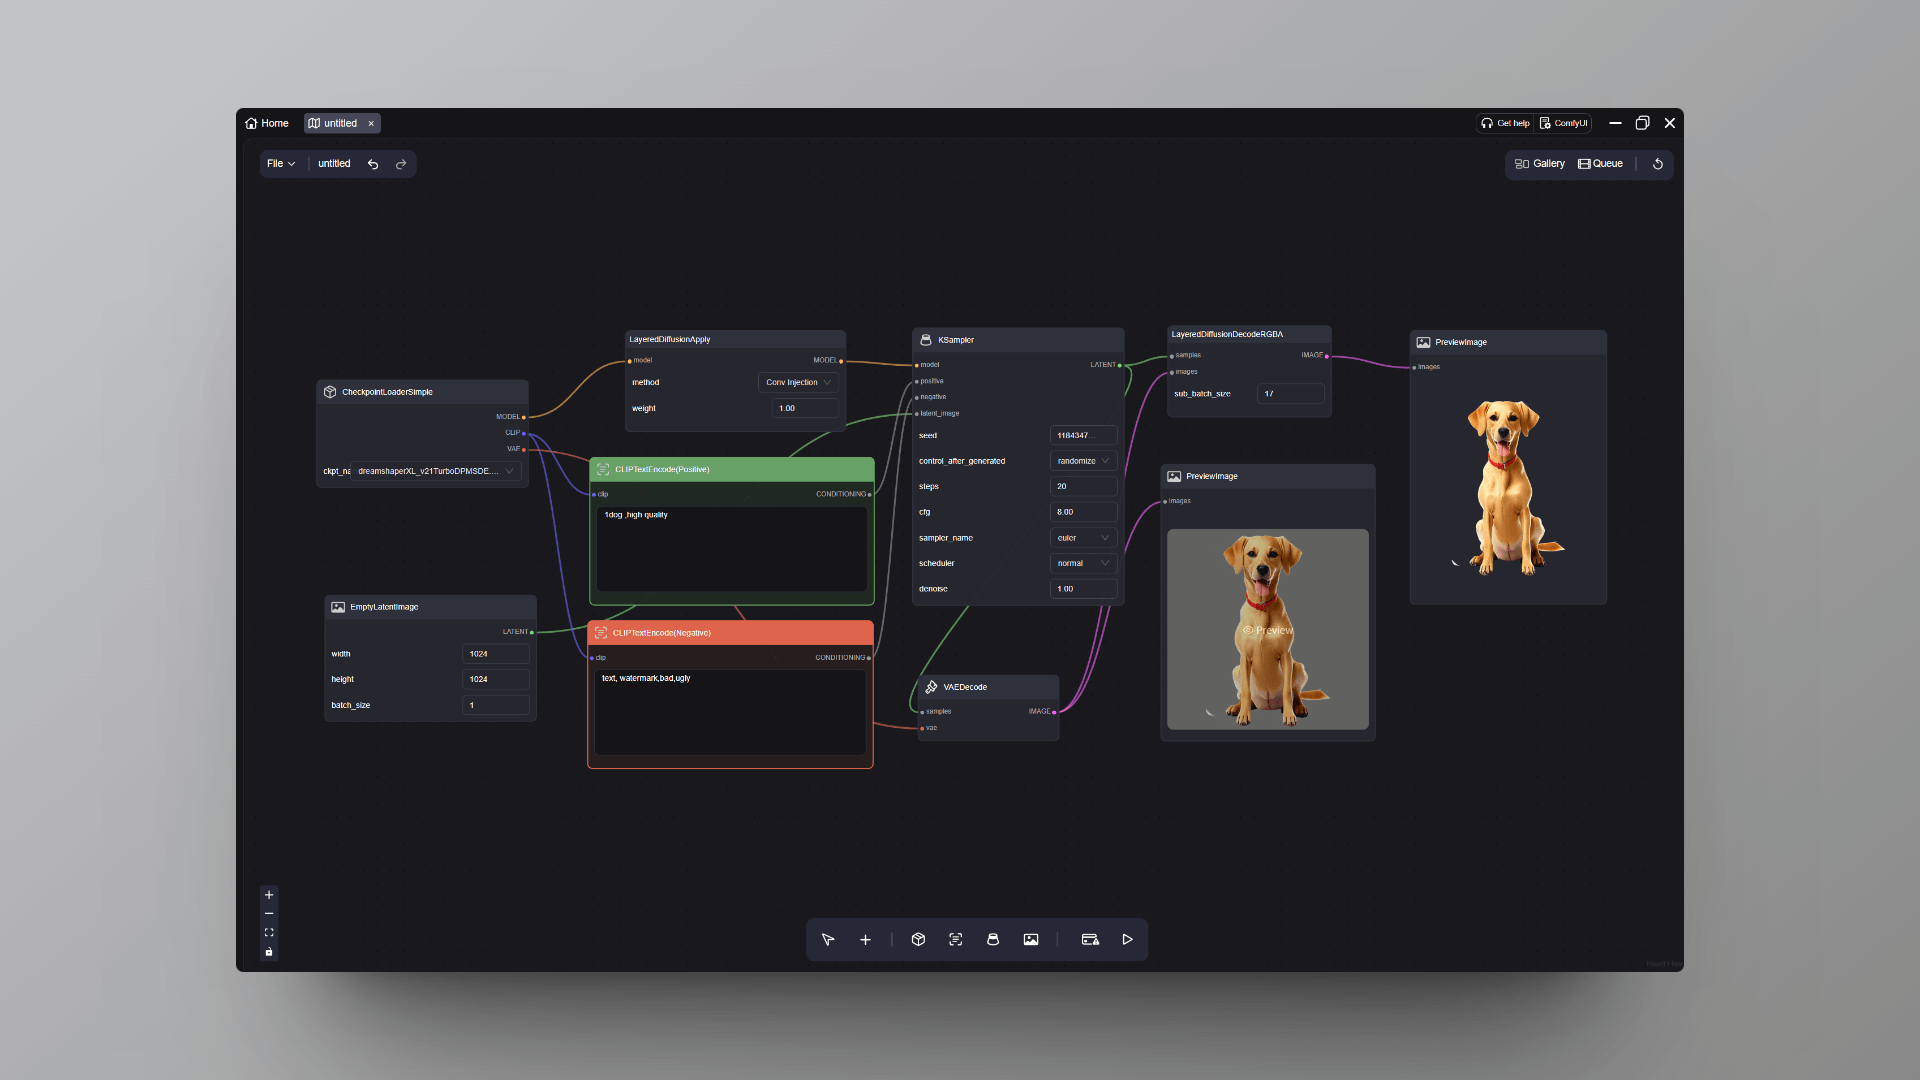 Home
untitled
Get help
ComfyUI
File
untitled
Gallery
Queue
CheckpointLoaderSimple
MODEL
CLIP
VAE
ckpt_na
dreamshaperXL_v21TurboDPMSDE....
EmptyLatentImage
LATENT
width 1024
height 1024
batch_size 1
LayeredDiffusionApply
model MODEL
method Conv Injection
weight 1.00
CLIPTextEncode(Positive)
clip CONDITIONING
1dog ,high quality
CLIPTextEncode(Negative)
clip CONDITIONING
text, watermark,bad,ugly
KSampler
model LATENT
positive
negative
latent_image
seed 1184347...
control_after_generated randomize
steps 20
cfg 8.00
sampler_name euler
scheduler normal
denoise 1.00
VAEDecode
samples IMAGE
vae
LayeredDiffusionDecodeRGBA
samples IMAGE
images
sub_batch_size 17
PreviewImage
images
Preview
PreviewImage
images